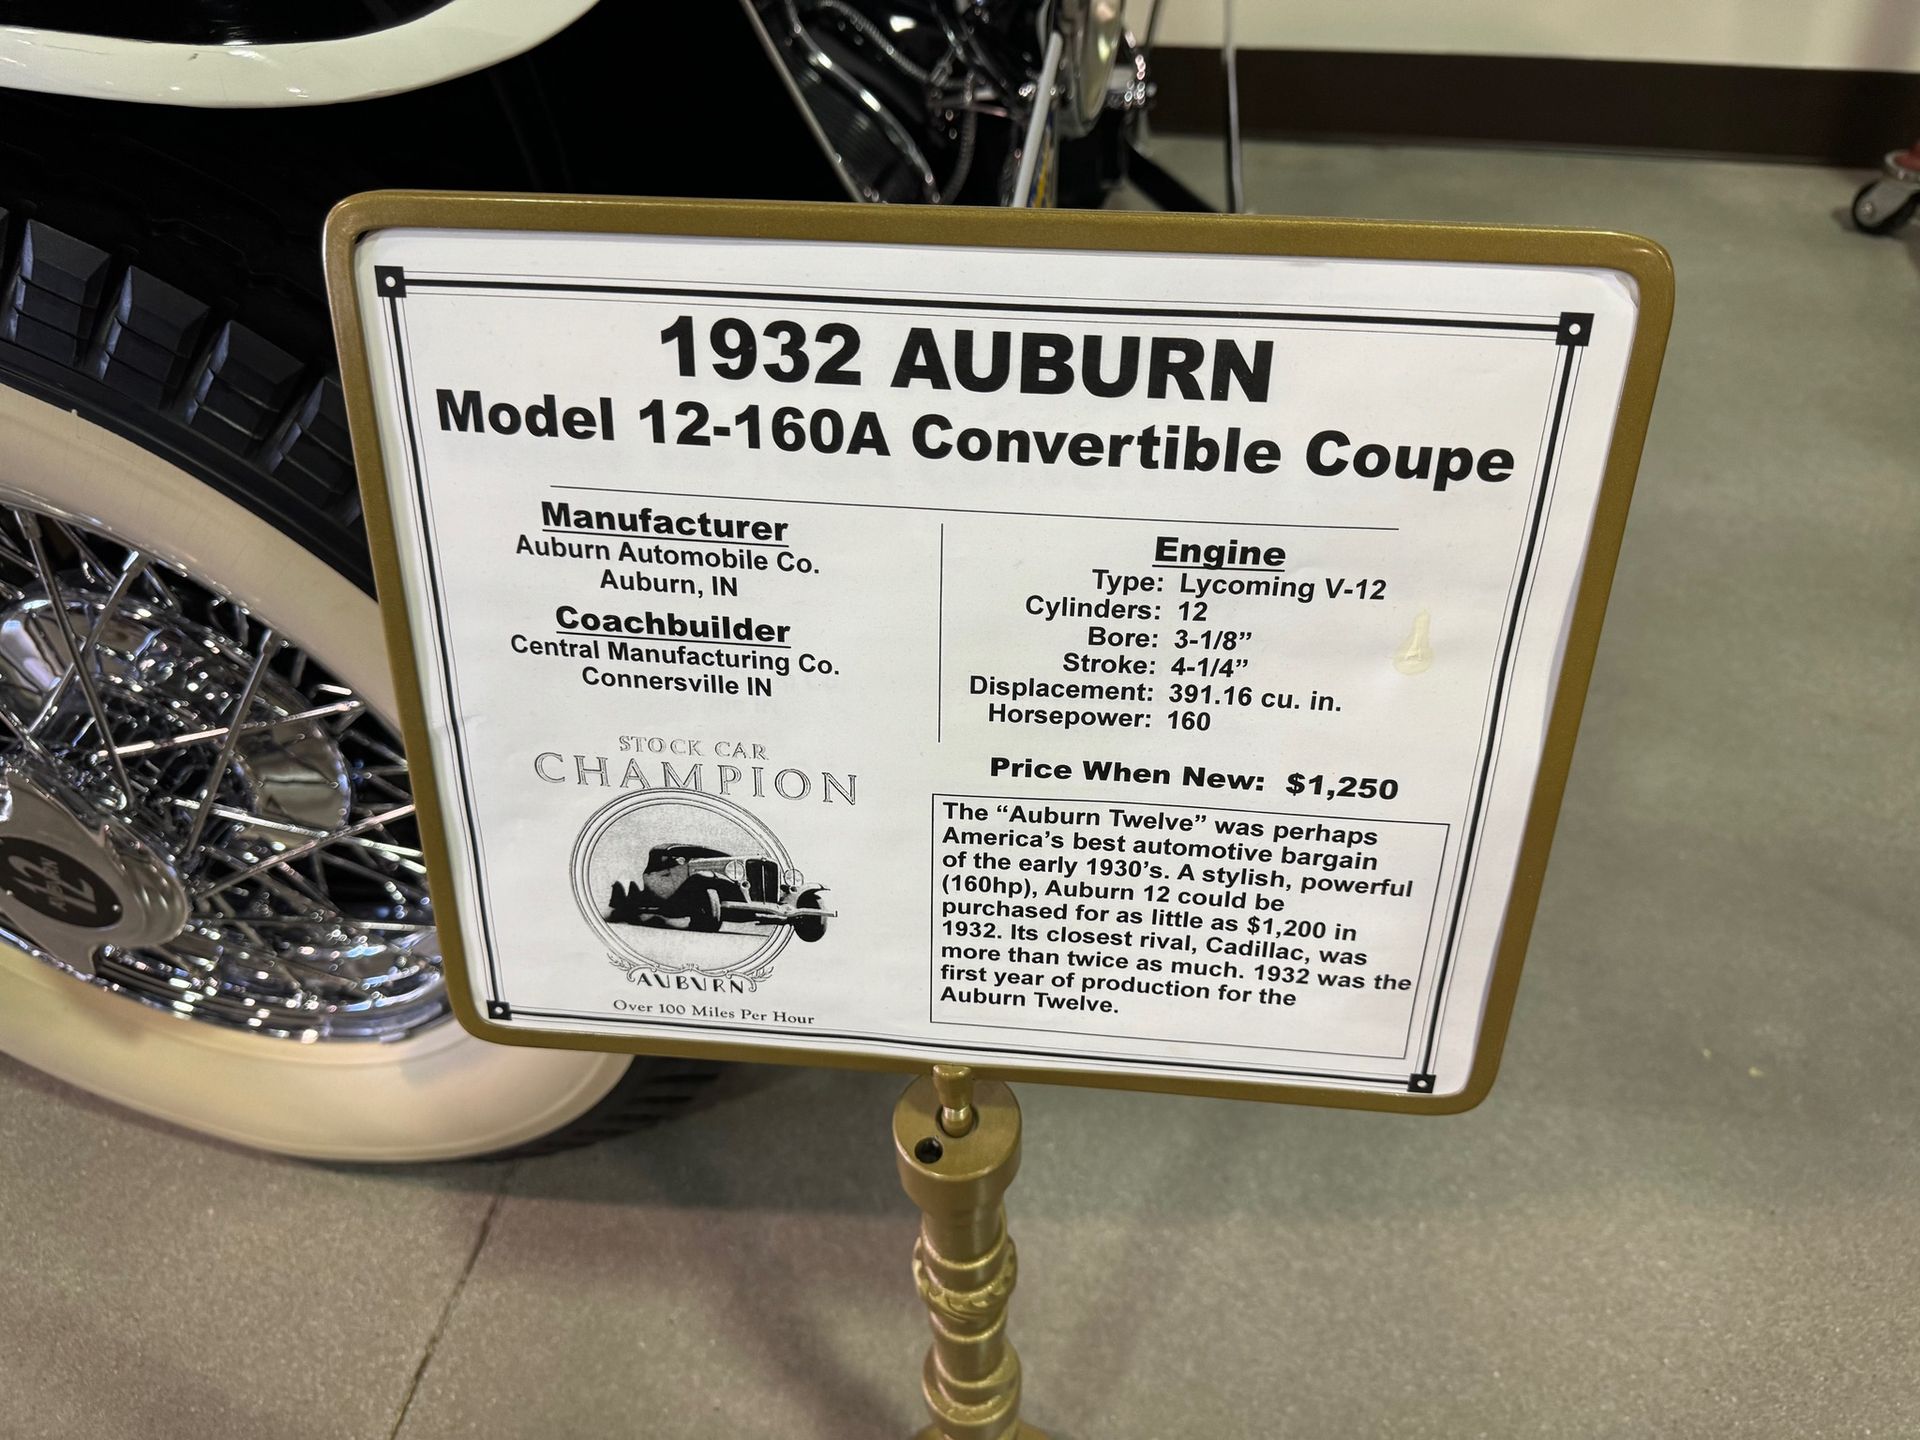 1932 AUBURN
Model 12-160A Convertible Coupe
Manufacturer
Auburn Automobile Co.
Auburn, IN
Coachbuilder
Central Manufacturing Co.
Connersville IN
Engine
Type: Lycoming V-12
Cylinders: 12
Bore: 3-1/8”
Stroke: 4-1/4”
Displacement: 391.16 cu. in.
Horsepower: 160
STOCK CAR
CHAMPION
AUBURN
Over 100 Miles Per Hour
Price When New: $1,250
The “Auburn Twelve” was perhaps
America’s best automotive bargain
of the early 1930’s. A stylish, powerful
(160hp), Auburn 12 could be
purchased for as little as $1,200 in
1932. Its closest rival, Cadillac, was
more than twice as much. 1932 was the
first year of production for the
Auburn Twelve.
12
AUBURN